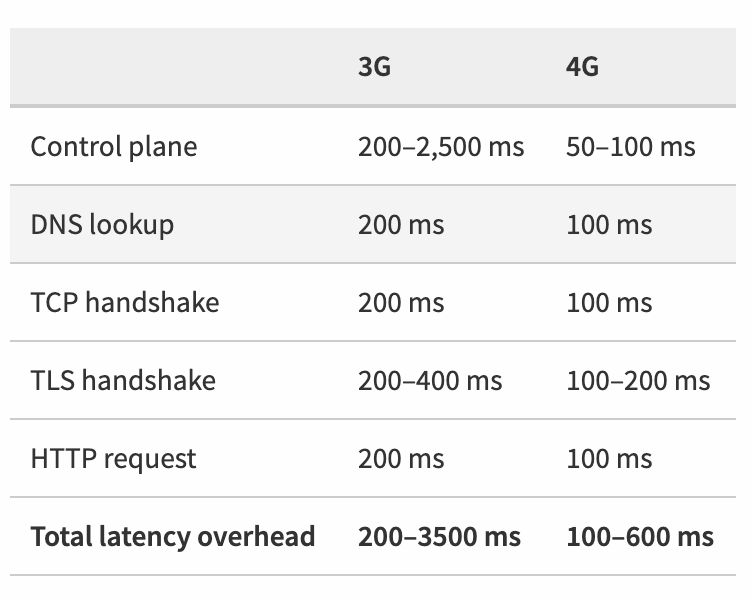 3G 4G
Control plane 200–2,500 ms 50–100 ms
DNS lookup 200 ms 100 ms
TCP handshake 200 ms 100 ms
TLS handshake 200–400 ms 100–200 ms
HTTP request 200 ms 100 ms
Total latency overhead 200–3500 ms 100–600 ms